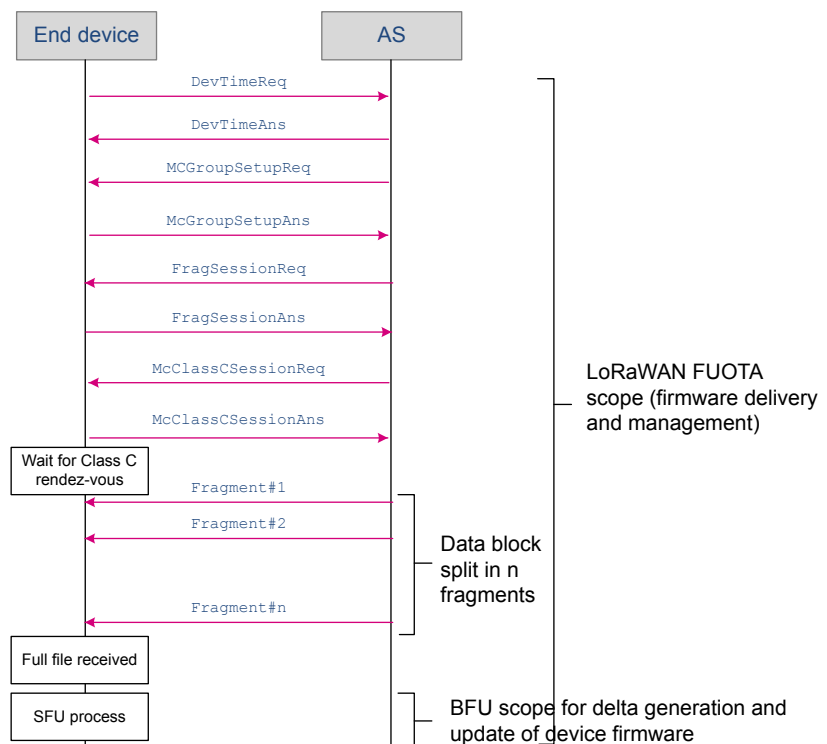 End device
AS
DevTimeReq
DevTimeAns
MCGroupSetupReq
McGroupSetupAns
FragSessionReq
FragSessionAns
McClassCSessionReq
McClassCSessionAns
LoRaWAN FUOTA
scope (firmware delivery
and management)
Wait for Class C
rendez-vous
Fragment#1
Fragment#2
Data block
split in n
fragments
Fragment#n
Full file received
SFU process
BFU scope for delta generation and
update of device firmware